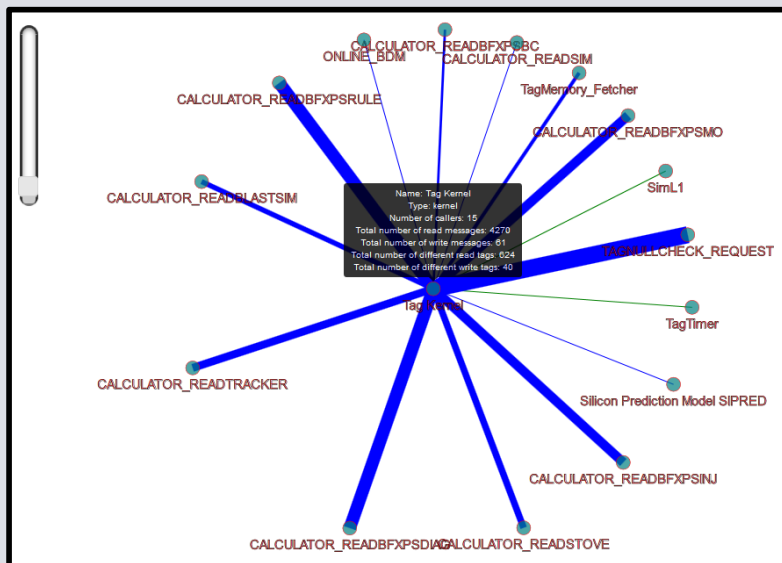 CALCULATOR_READBFXPSBC
ONLINE_BDM
CALCULATOR_READSIM
TagMemory_Fetcher
CALCULATOR_READBFXPSRULE
CALCULATOR_READBFXPSMO
SimL1
CALCULATOR_READBLASTSIM
Name: Tag Kernel
Type: kernel
Number of callers: 15
Total number of read messages: 4270
Total number of write messages: 61
Total number of different read tags: 624
Total number of different write tags: 40
TAGNULLCHECK_REQUEST
Tag Kernel
TagTimer
CALCULATOR_READTRACKER
Silicon Prediction Model SIPRED
CALCULATOR_READBFXPSINJ
CALCULATOR_READBFXPSDIAG
CALCULATOR_READSTOVE